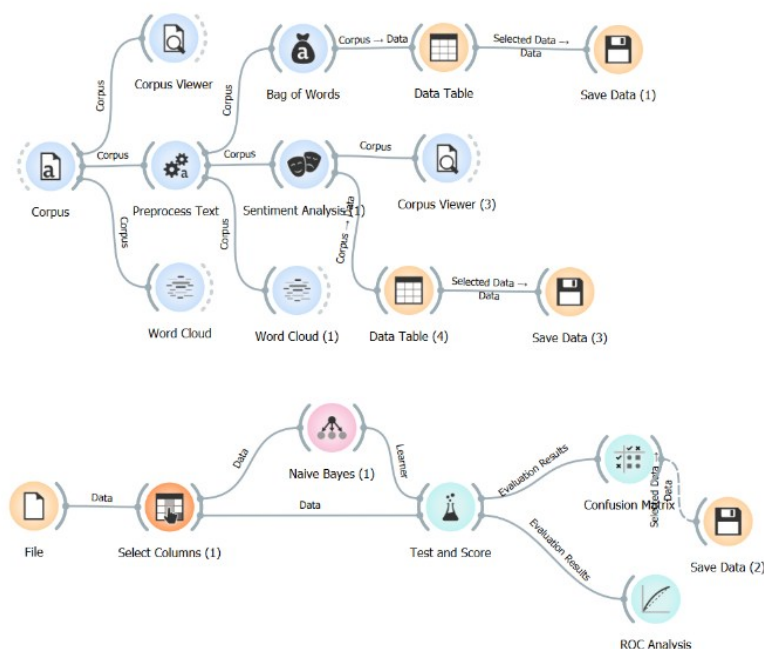 Corpus Viewer
Corpus
Corpus
Corpus → Data
Bag of Words
Data Table
Selected Data →
Data
Save Data (1)
Corpus
Corpus
Preprocess Text
Corpus
Sentiment Analysis (1)
Corpus
Corpus Viewer (3)
Corpus
Word Cloud
Corpus
Word Cloud (1)
Corpus → Data
Data Table (4)
Selected Data →
Data
Save Data (3)
File
Data
Select Columns (1)
Data
Naive Bayes (1)
Learner
Data
Test and Score
Evaluation Results
Confusion Matrix
Selected Data →
Data
Save Data (2)
Evaluation Results
ROC Analysis